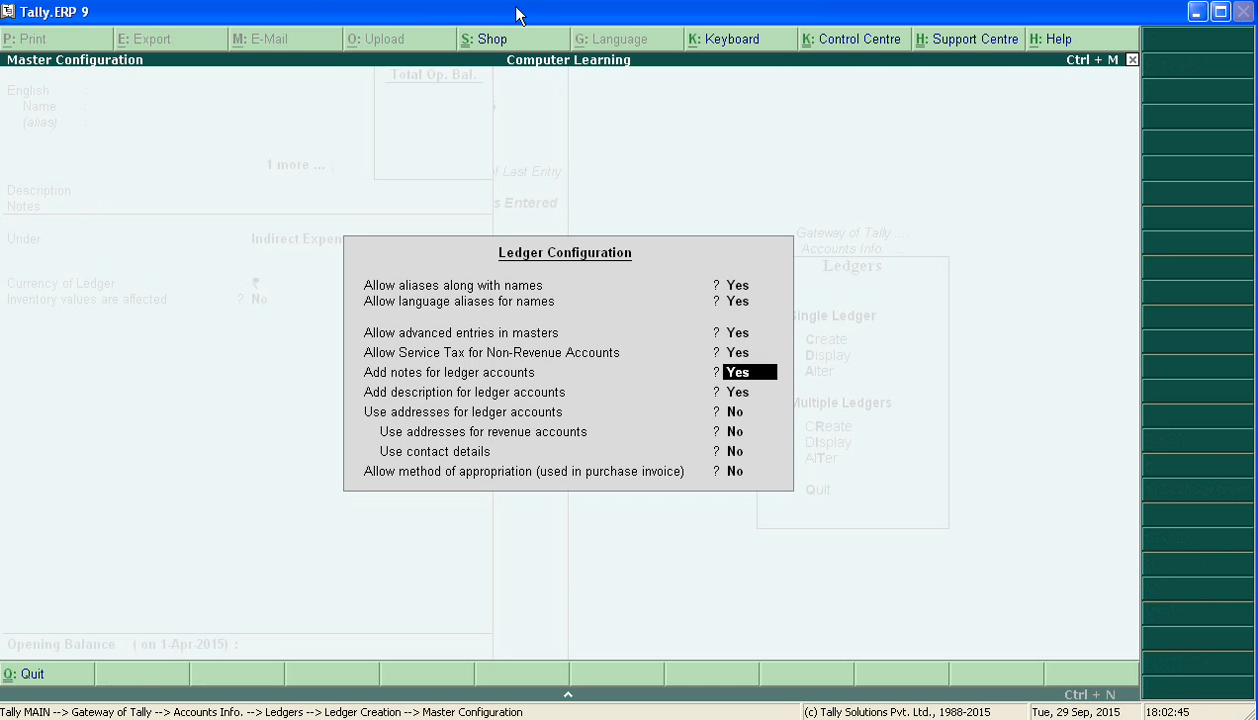 Tally.ERP 9
P: Print E: Export M: E-Mail O: Upload S: Shop G: Language K: Keyboard K: Control Centre H: Support Centre H: Help
Master Configuration Computer Learning Ctrl + M
Total Op. Bal.
English :
Name :
(alias) :
1 more ...
of Last Entry
Description
Notes
s Entered
Under Indirect Expen
Currency of Ledger ₹
Inventory values are affected ? No
Gateway of Tally ...
Accounts Info. ...
Ledgers
Single Ledger
Create
Display
Alter
Multiple Ledgers
CReate
DIsplay
AlTer
Quit
Ledger Configuration
Allow aliases along with names ? Yes
Allow language aliases for names ? Yes
Allow advanced entries in masters ? Yes
Allow Service Tax for Non-Revenue Accounts ? Yes
Add notes for ledger accounts ? Yes
Add description for ledger accounts ? Yes
Use addresses for ledger accounts ? No
Use addresses for revenue accounts ? No
Use contact details ? No
Allow method of appropriation (used in purchase invoice) ? No
Opening Balance ( on 1-Apr-2015) :
Q: Quit
Ctrl + N
Tally MAIN --> Gateway of Tally --> Accounts Info. --> Ledgers --> Ledger Creation --> Master Configuration (c) Tally Solutions Pvt. Ltd., 1988-2015 Tue, 29 Sep, 2015 18:02:45